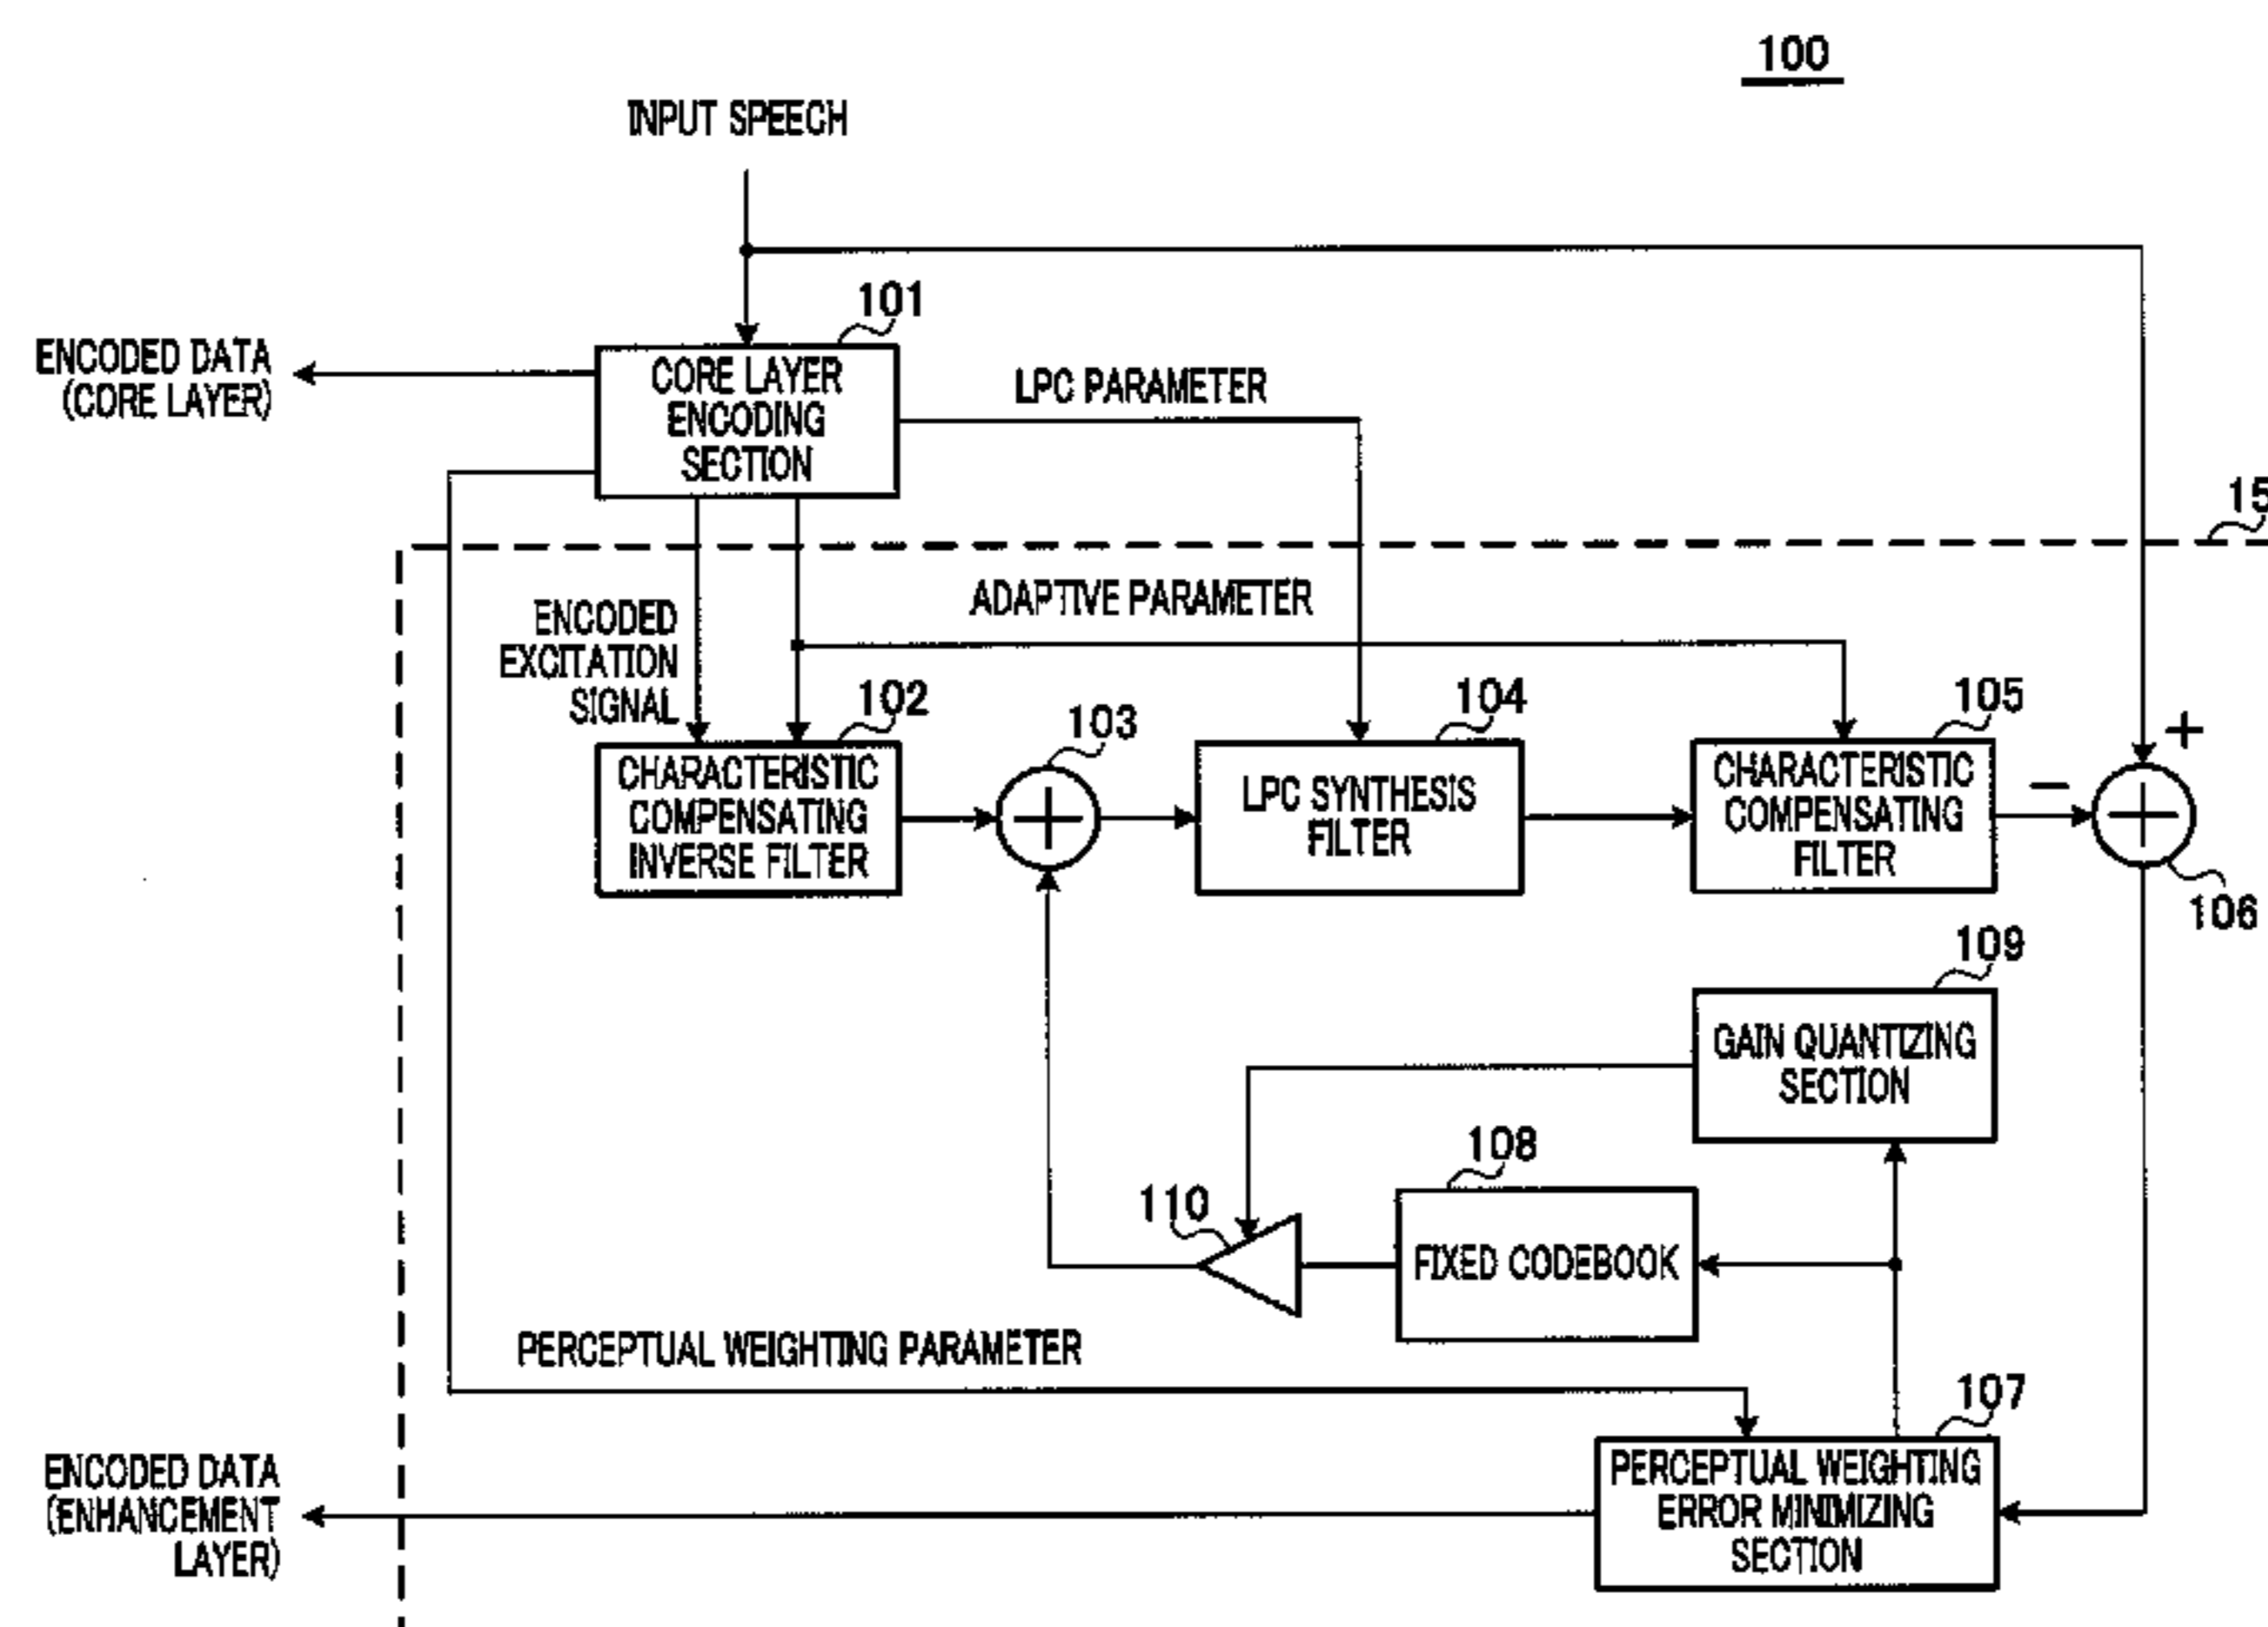 100
INPUT SPEECH
101
ENCODED DATA
(CORE LAYER)
CORE LAYER
ENCODING
SECTION
LPC PARAMETER
ADAPTIVE PARAMETER
ENCODED
EXCITATION
SIGNAL
102
103
104
105
+
−
CHARACTERISTIC
COMPENSATING
INVERSE FILTER
LPC SYNTHESIS
FILTER
CHARACTERISTIC
COMPENSATING
FILTER
106
109
GAIN QUANTIZING
SECTION
108
110
FIXED CODEBOOK
PERCEPTUAL WEIGHTING PARAMETER
107
ENCODED DATA
(ENHANCEMENT
LAYER)
PERCEPTUAL WEIGHTING
ERROR MINIMIZING
SECTION